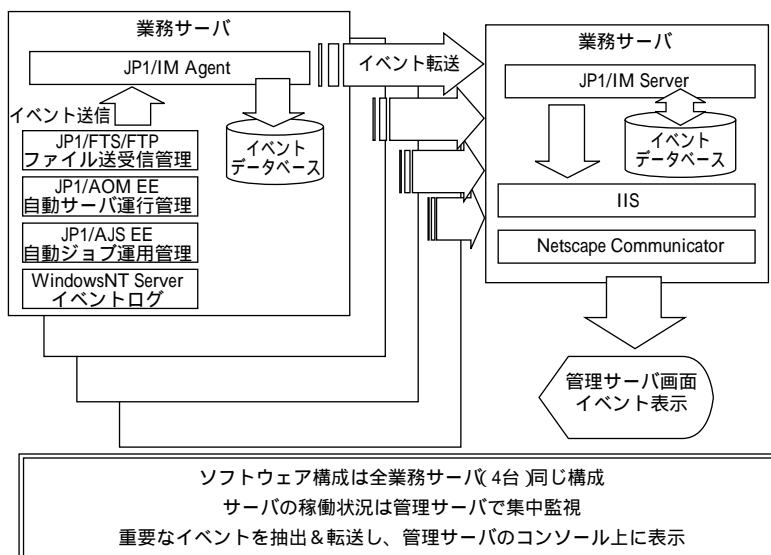 業務サーバ
JP1/IM Agent
イベント送信
JP1/FTS/FTP
ファイル送受信管理
JP1/AOM EE
自動サーバ運行管理
JP1/AJS EE
自動ジョブ運用管理
WindowsNT Server
イベントログ
イベント
データベース
イベント転送
業務サーバ
JP1/IM Server
イベント
データベース
IIS
Netscape Communicator
管理サーバ画面
イベント表示
ソフトウェア構成は全業務サーバ(4台)同じ構成
サーバの稼働状況は管理サーバで集中監視
重要なイベントを抽出&転送し、管理サーバのコンソール上に表示